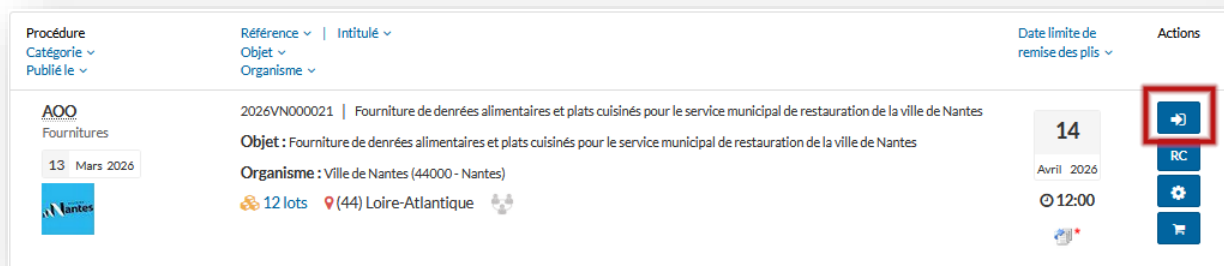 Procédure
Catégorie
Publié le
Référence | Intitulé
Objet
Organisme
Date limite de
remise des plis
Actions
AOO
Fournitures
13 Mars 2026
Nantes
2026VN000021 | Fourniture de denrées alimentaires et plats cuisinés pour le service municipal de restauration de la ville de Nantes
Objet : Fourniture de denrées alimentaires et plats cuisinés pour le service municipal de restauration de la ville de Nantes
Organisme : Ville de Nantes (44000 - Nantes)
12 lots (44) Loire-Atlantique
14
Avril 2026
12:00
*
RC